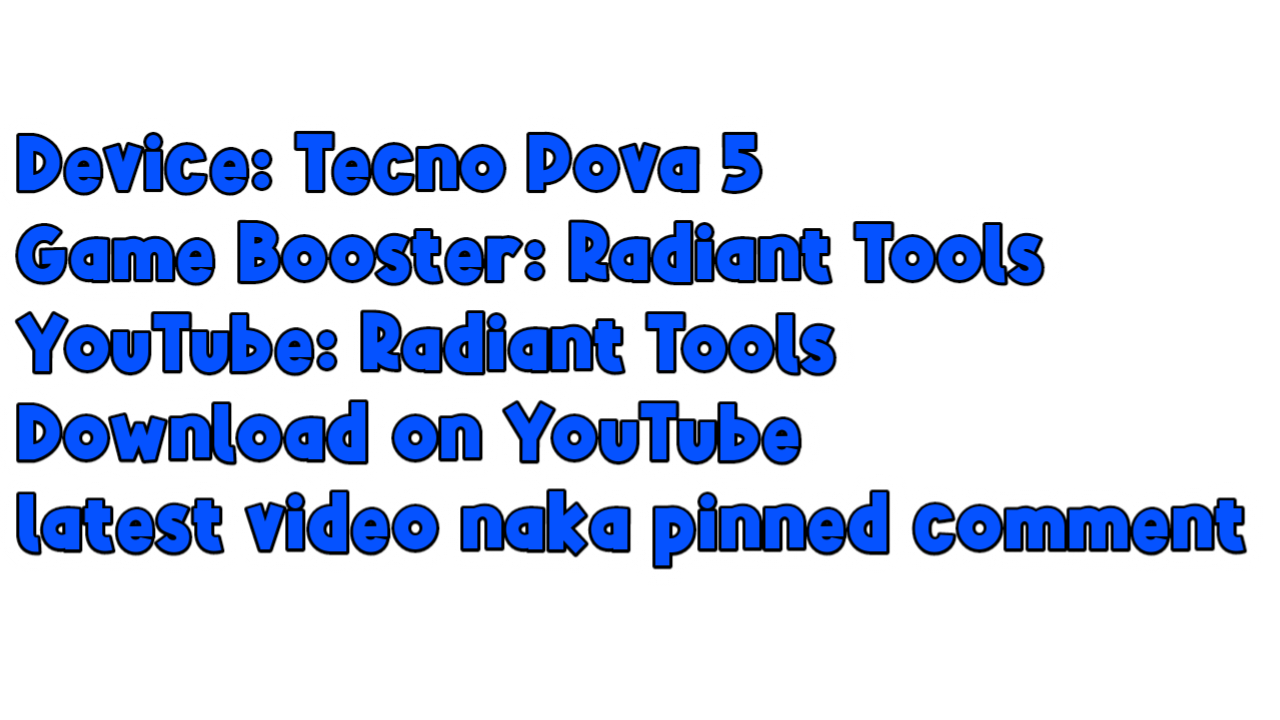 Device: Tecno Pova 5
Game Booster: Radiant Tools
YouTube: Radiant Tools
Download on YouTube
latest video naka pinned comment